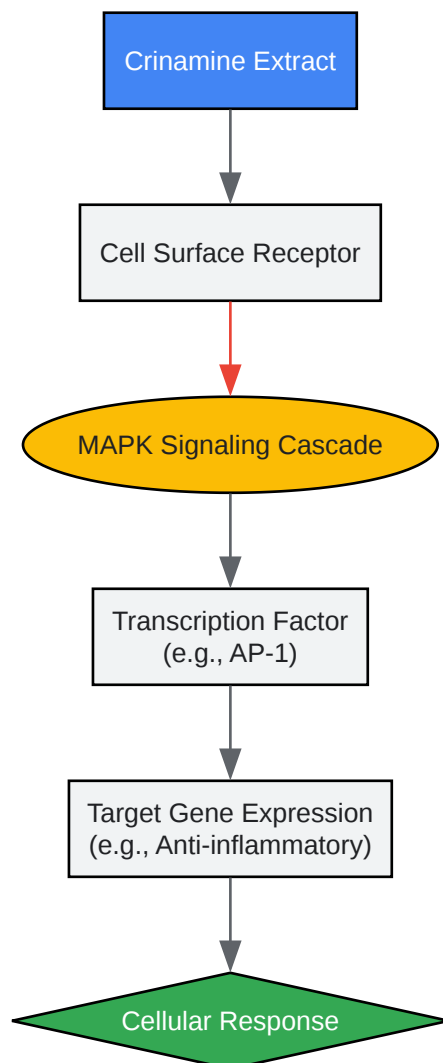 Crinamine Extract
Cell Surface Receptor
MAPK Signaling Cascade
Transcription Factor
(e.g., AP-1)
Target Gene Expression
(e.g., Anti-inflammatory)
Cellular Response